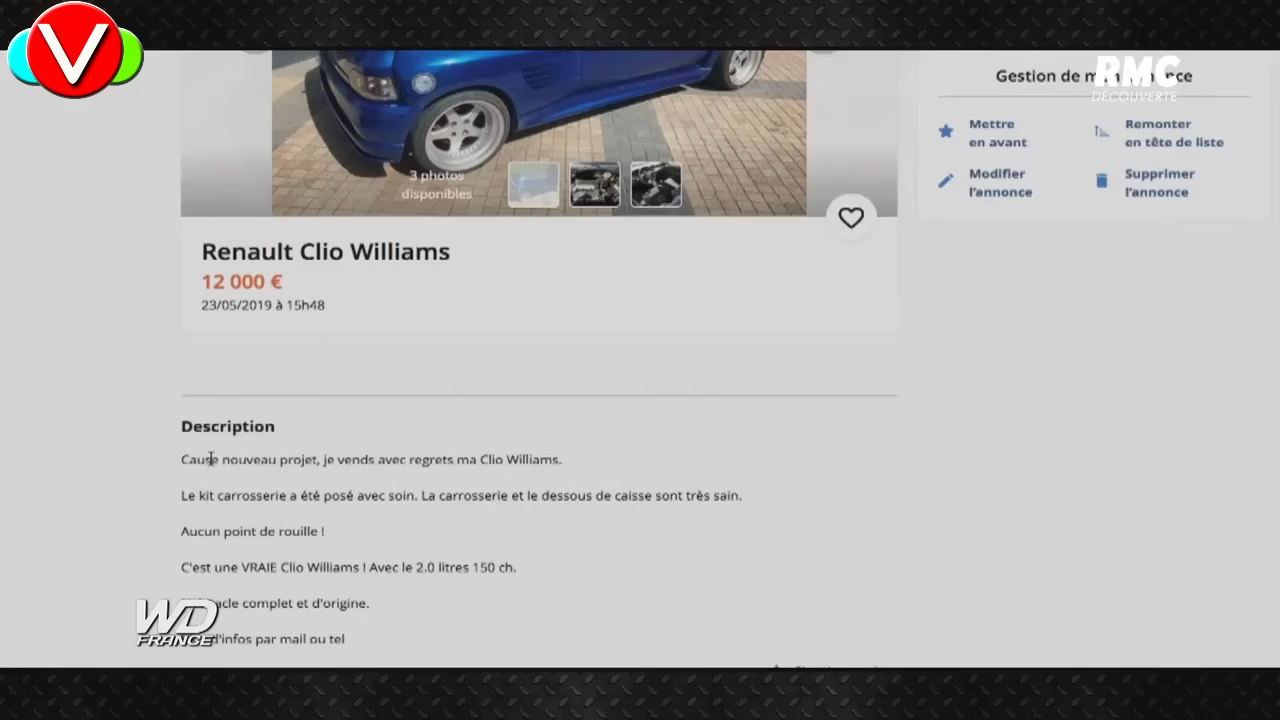 V
RMC
DÉCOUVERTE
3 photos
disponibles
Renault Clio Williams
12 000 €
23/05/2019 à 15h48
Description
Cause nouveau projet, je vends avec regrets ma Clio Williams.
Le kit carrosserie a été posé avec soin. La carrosserie et le dessous de caisse sont très sain.
Aucun point de rouille !
C'est une VRAIE Clio Williams ! Avec le 2.0 litres 150 ch.
complet et d'origine.
d'infos par mail ou tel
WD
FRANCE
Gestion de
Mettre
en avant
Remonter
en tête de liste
Modifier
l'annonce
Supprimer
l'annonce